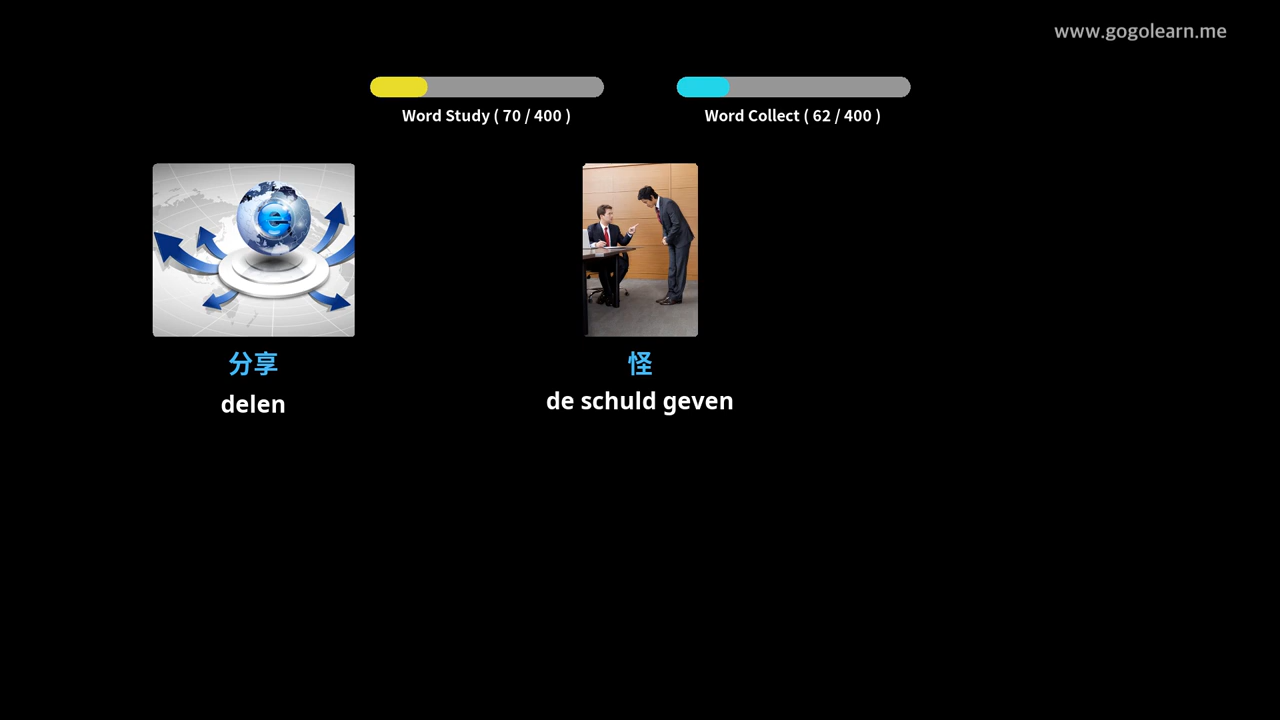 www.gogolearn.me
Word Study ( 70 / 400 )
Word Collect ( 62 / 400 )
e
分享
怪
delen
de schuld geven